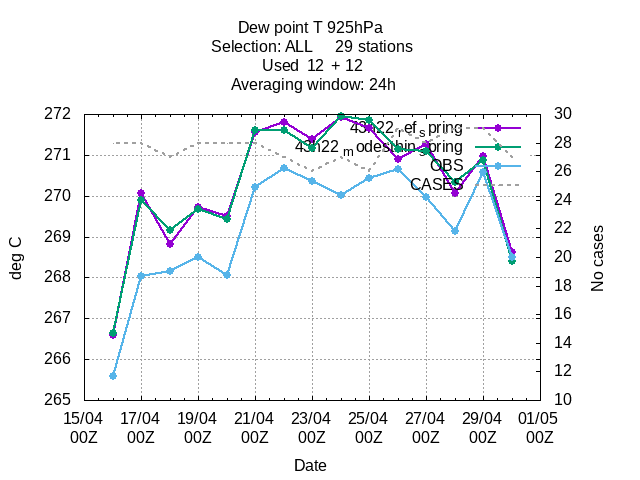 Dew point T 925hPa
Selection: ALL 29 stations
Used 12 + 12
Averaging window: 24h
272
271
270
269
268
267
266
265
30
28
26
24
22
20
18
16
14
12
10
deg C
No cases
ref spring
spring
OBS
CASES
15/04 17/04 19/04 21/04 23/04 25/04 27/04 29/04 01/05
00Z 00Z 00Z 00Z 00Z 00Z 00Z 00Z 00Z
Date